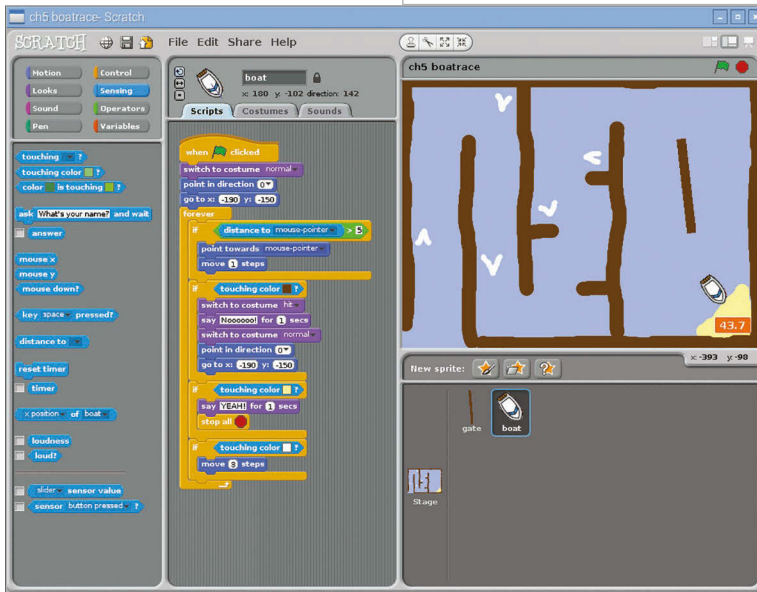 ch5 boatrace- Scratch
SCRATCH File Edit Share Help
Motion Control
Looks Sensing
Sound Operators
Pen Variables
touching ?
touching color ?
color is touching ?
ask What's your name? and wait
answer
mouse x
mouse y
mouse down?
key space pressed?
distance to
reset timer
timer
x position of boat
loudness
loud?
slider sensor value
sensor button pressed ?
boat
x: 180 y: -102 direction: 142
Scripts Costumes Sounds
when clicked
switch to costume normal
point in direction 0
go to x: -190 y: -150
forever
if distance to mouse-pointer > 5
point towards mouse-pointer
move 1 steps
if touching color ?
switch to costume hit
say Noooooo! for 1 secs
switch to costume normal
point in direction 0
go to x: -190 y: -150
if touching color ?
say YEAH! for 1 secs
stop all
if touching color ?
move 3 steps
ch5 boatrace
43.7
x: -393 y: -98
New sprite:
gate boat
Stage